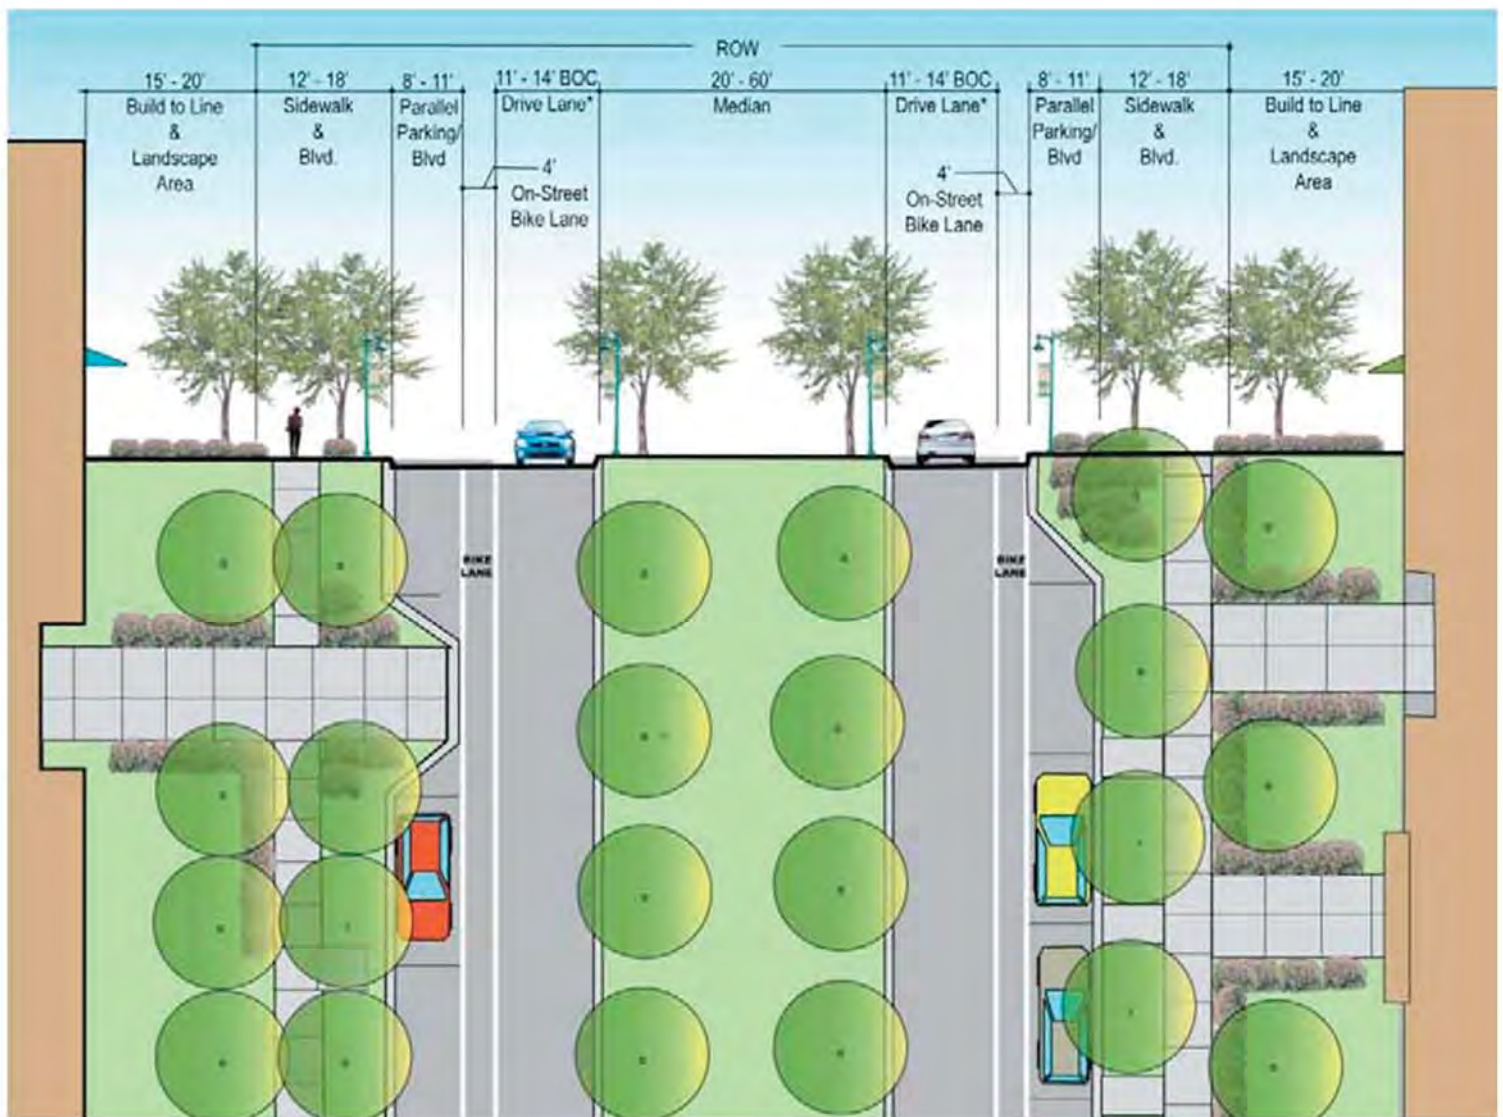 ROW
15' - 20'
Build to Line
&
Landscape
Area
12' - 18'
Sidewalk
&
Blvd.
8' - 11'
Parallel
Parking/
Blvd
11' - 14' BOC
Drive Lane*
4'
On-Street
Bike Lane
20' - 60'
Median
11' - 14' BOC
Drive Lane*
4'
On-Street
Bike Lane
8' - 11'
Parallel
Parking/
Blvd
12' - 18'
Sidewalk
&
Blvd.
15' - 20'
Build to Line
&
Landscape
Area
BIKE
LANE
BIKE
LANE